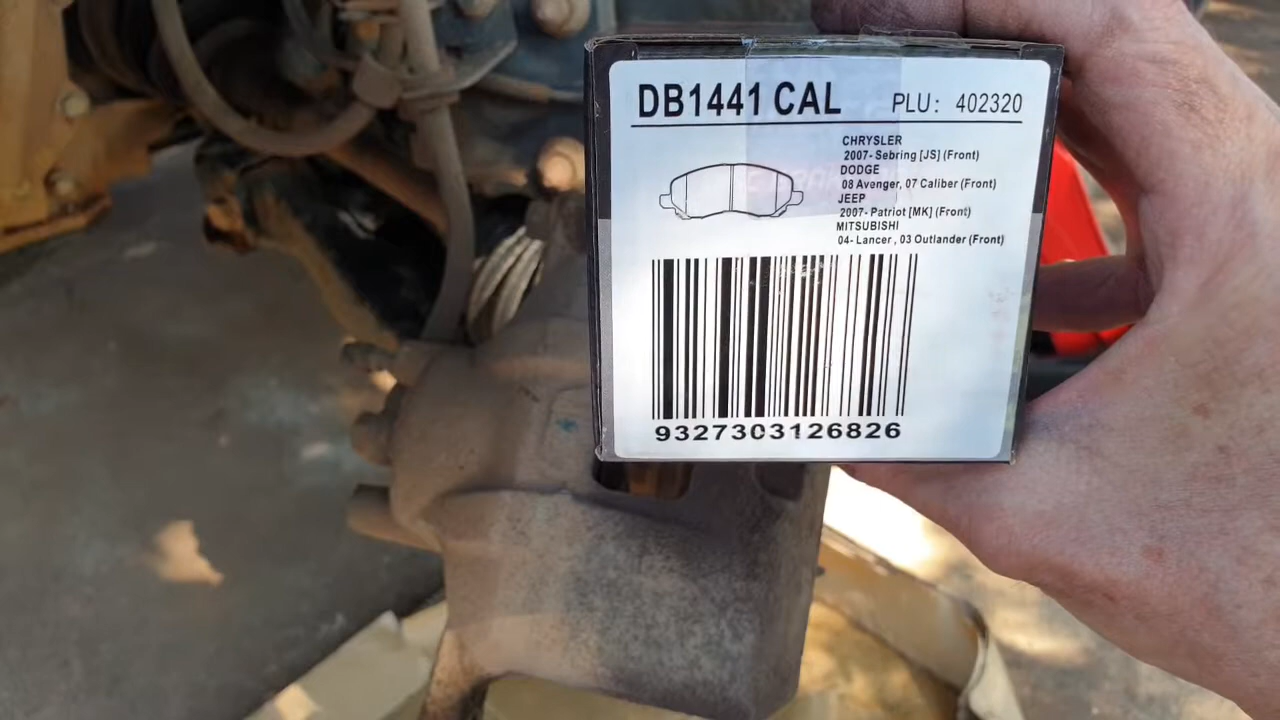 DB1441 CAL PLU: 402320
CHRYSLER
2007- Sebring [JS] (Front)
DODGE
08 Avenger, 07 Caliber (Front)
JEEP
2007- Patriot [MK] (Front)
MITSUBISHI
04- Lancer , 03 Outlander (Front)
9327303126826